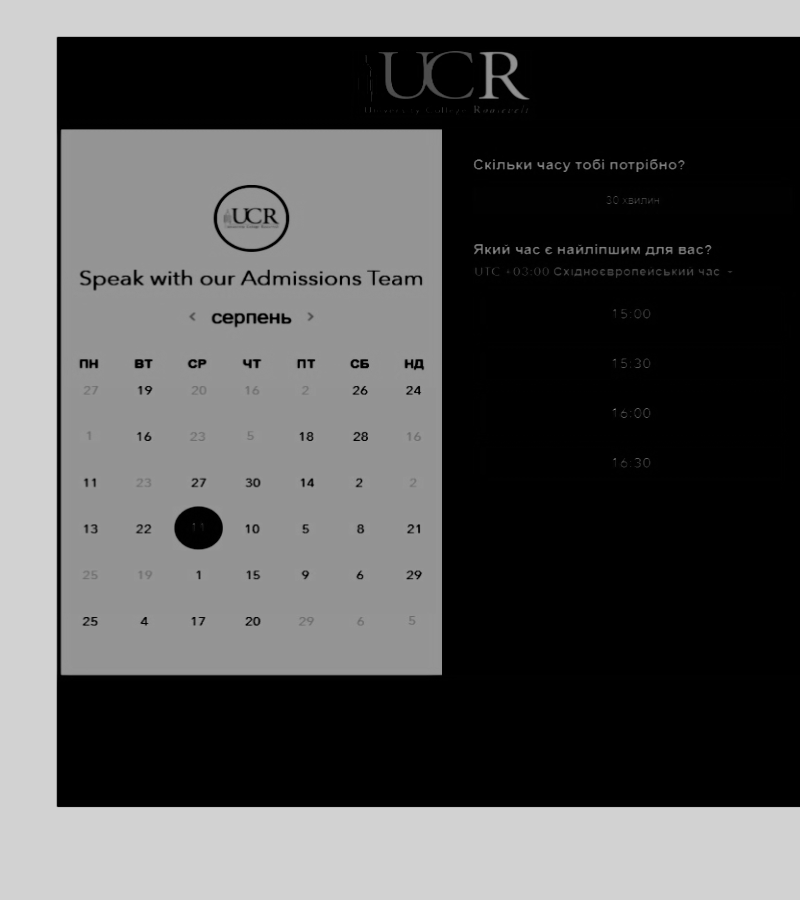 UCR
University College Roosevelt
UCR
Speak with our Admissions Team
‹ серпень ›
ПН ВТ СР ЧТ ПТ СБ НД
27 19 20 16 2 26 24
1 16 23 5 18 28 16
11 23 27 30 14 2 2
13 22 11 10 5 8 21
25 19 1 15 9 6 29
25 4 17 20 29 6 5
Скільки часу тобі потрібно?
30 хвилин
Який час є найліпшим для вас?
UTC +03:00 Східноєвропейський час
15:00
15:30
16:00
16:30